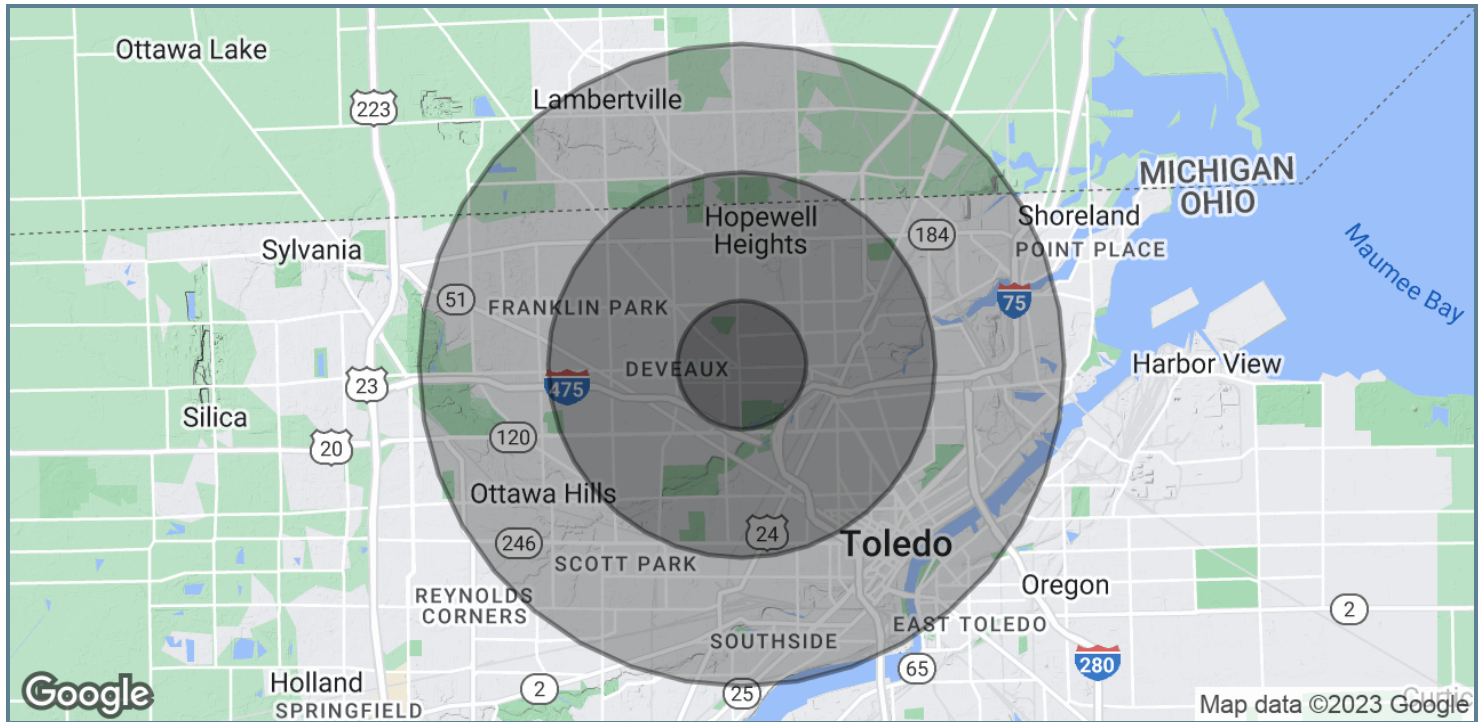 Ottawa Lake
223
Lambertville
MICHIGAN
OHIO
Hopewell
Heights
184
Shoreland
POINT PLACE
Sylvania
Maumee Bay
51
FRANKLIN PARK
75
DEVEAUX
Harbor View
23
475
Silica
20
120
Ottawa Hills
24
246
Toledo
SCOTT PARK
Oregon
REYNOLDS
CORNERS
2
EAST TOLEDO
SOUTHSIDE
65
280
Holland
SPRINGFIELD
2
25
Google
Map data ©2023 Google